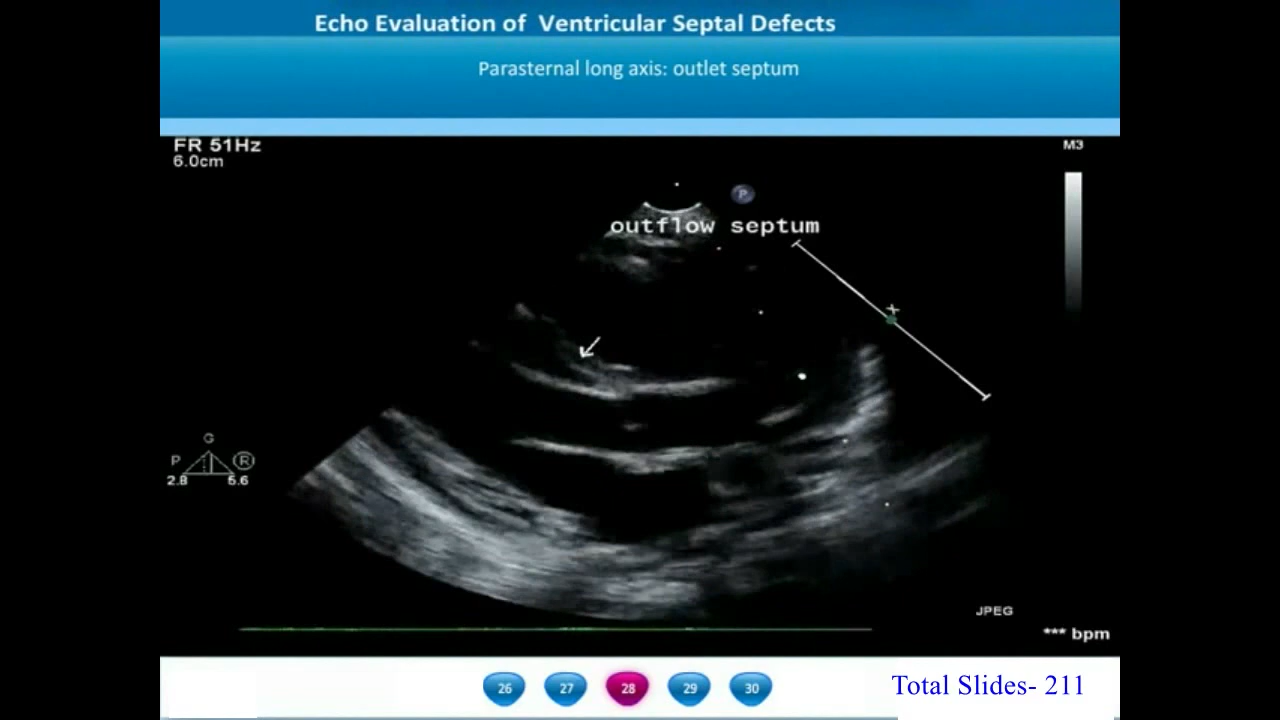 Echo Evaluation of Ventricular Septal Defects
Parasternal long axis: outlet septum
FR 51Hz
6.0cm
M3
P
outflow septum
x
G
P R
2.8 5.6
JPEG
*** bpm
26 27 28 29 30
Total Slides- 211